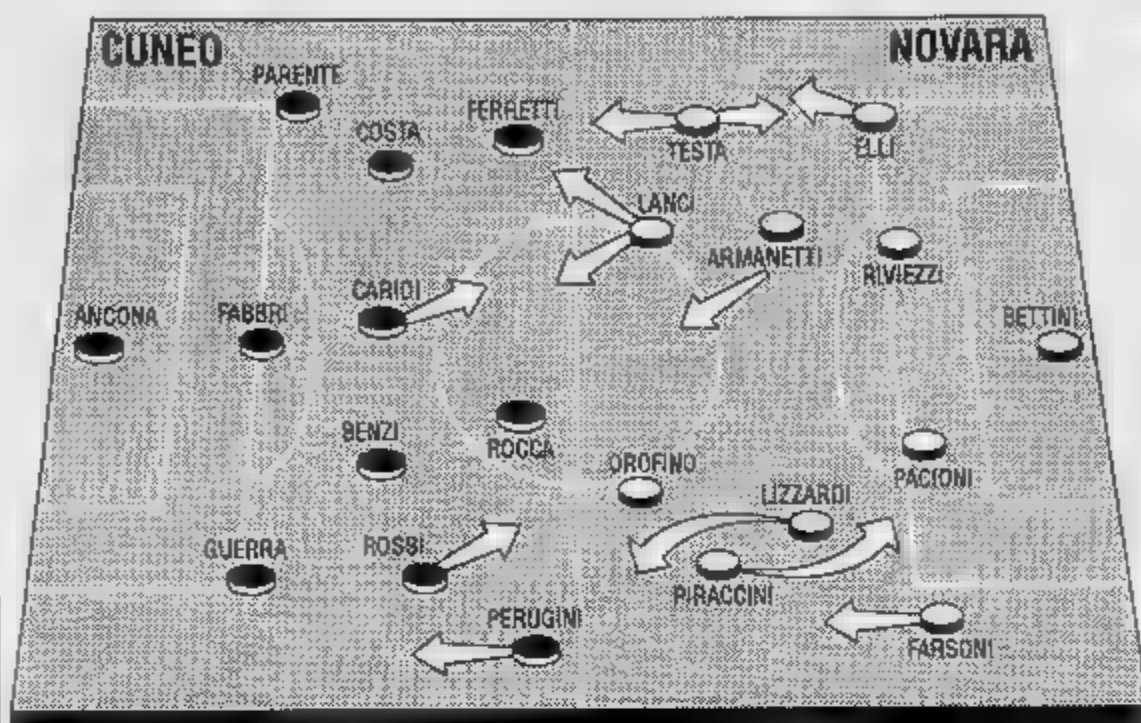 CUNEO
NOVARA
PARENTE
FERRETTI
COSTA
TESTA
ELLI
LANCI
ARMANETTI
RIVIEZZI
CARIDI
ANCONA
FABBRI
BETTINI
BENZI
ROCCA
OROFINO
PACIONI
LIZZARDI
GUERRA
ROSSI
PIRACCINI
PERUGINI
FARSONI